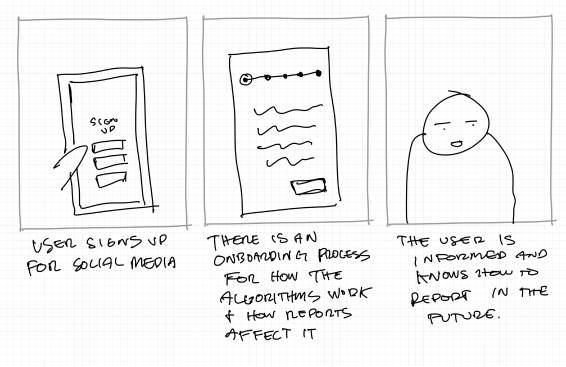 SIGN
UP
USER SIGNS UP
FOR SOCIAL MEDIA
THERE IS AN
ONBOARDING PROCESS
FOR HOW THE
ALGORITHMS WORK
& HOW REPORTS
AFFECT IT
THE USER IS
INFORMED AND
KNOWS HOW TO
REPORT IN THE
FUTURE.